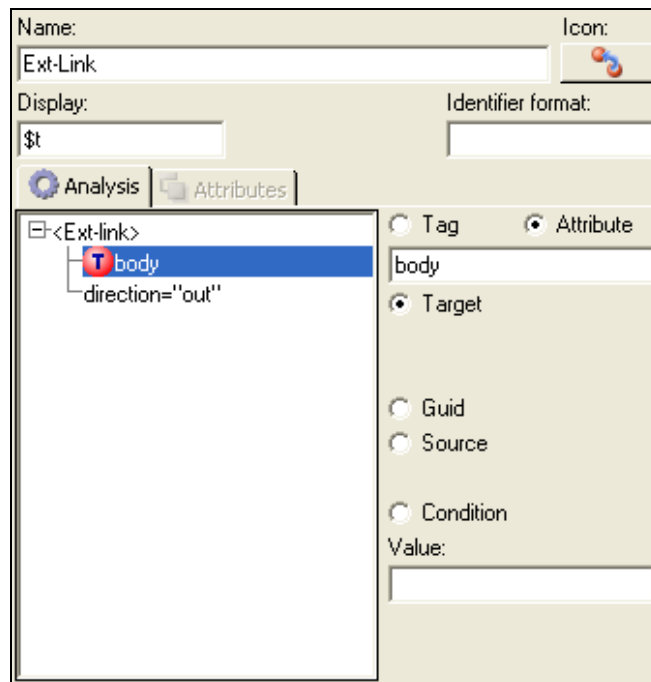 Name:
Icon:
Ext-Link
Display:
Identifier format:
$t
Analysis
Attributes
<Ext-link>
T body
direction="out"
Tag
Attribute
body
Target
Guid
Source
Condition
Value: